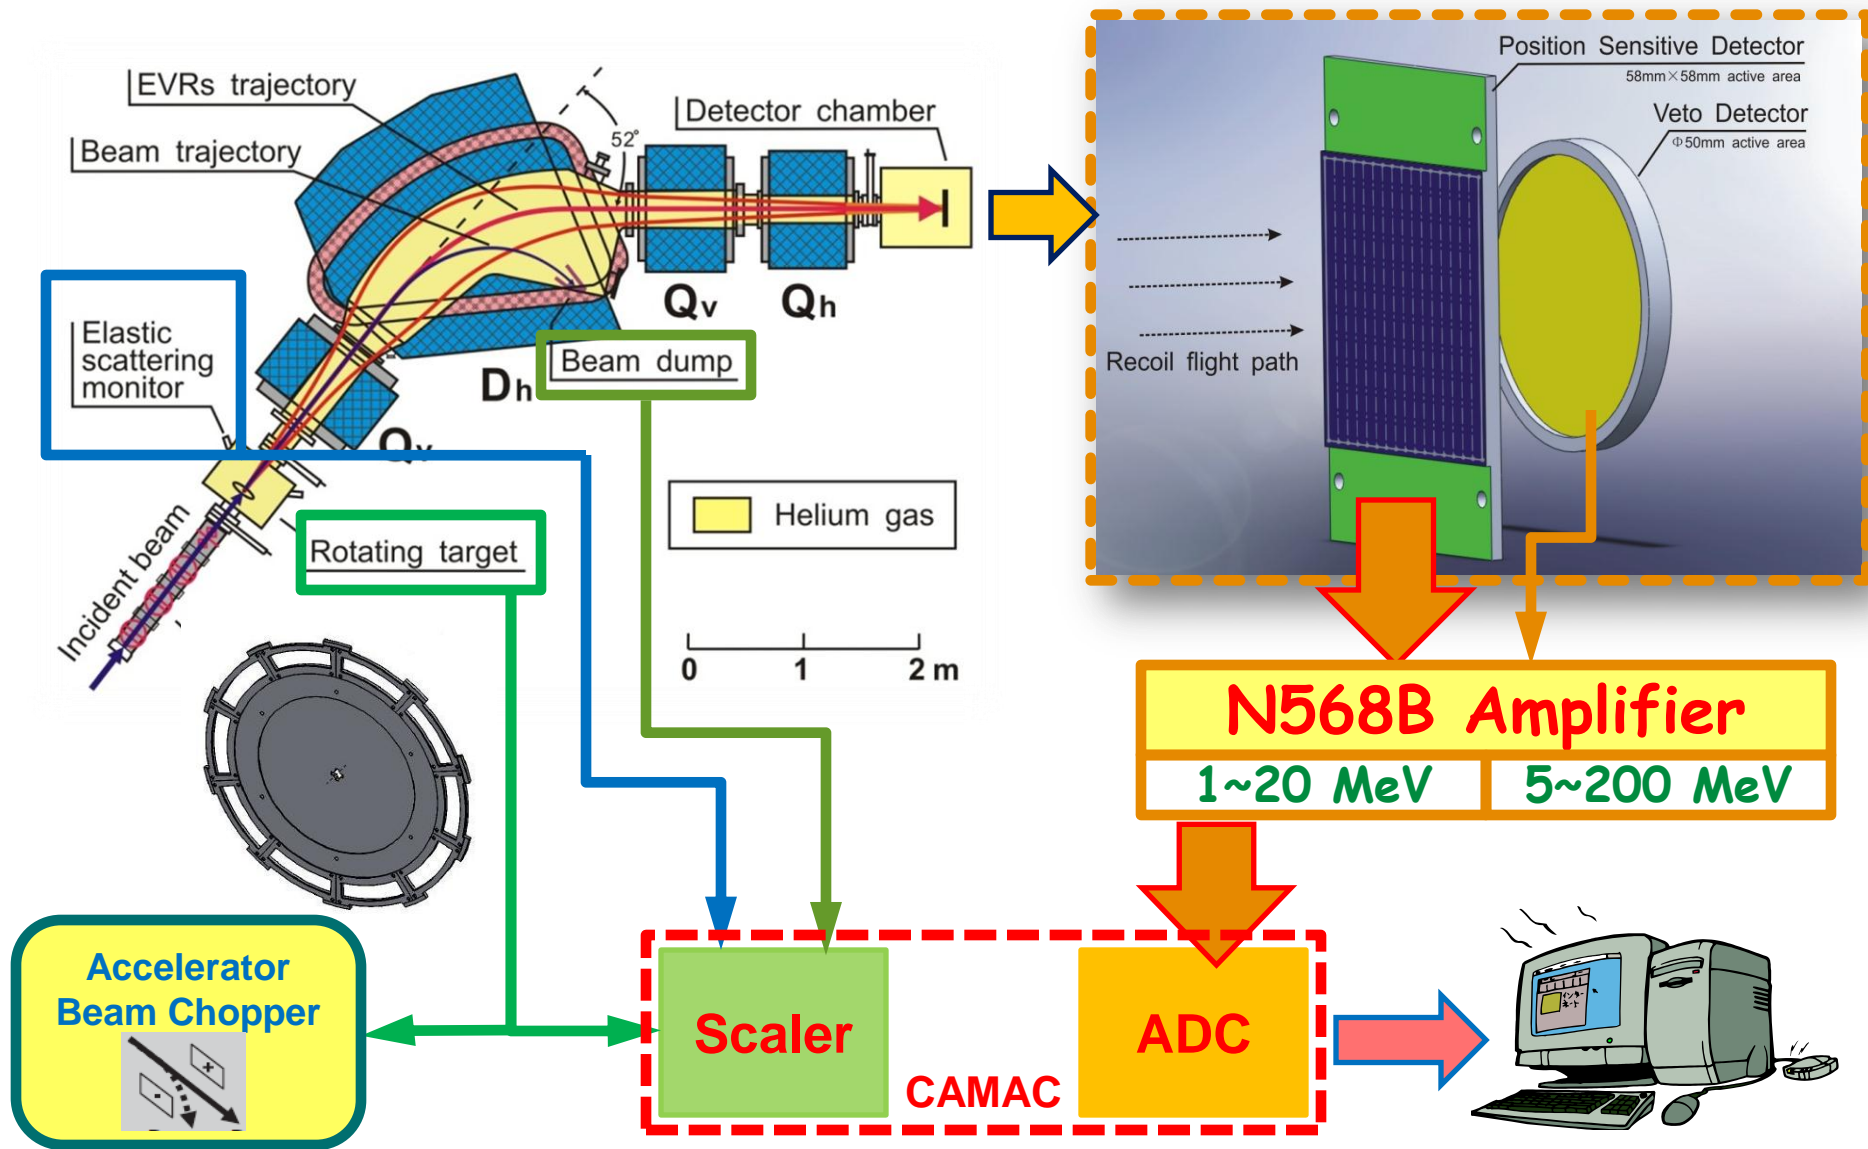 EVRs trajectory
Beam trajectory
52°
Detector chamber
Elastic
scattering
monitor
Qv
Qh
Dh
Beam dump
Qv
Incident beam
Rotating target
Helium gas
0 1 2 m
Position Sensitive Detector
58mm×58mm active area
Veto Detector
Φ50mm active area
Recoil flight path
N568B Amplifier
1~20 MeV
5~200 MeV
Accelerator
Beam Chopper
+
-
Scaler
ADC
CAMAC